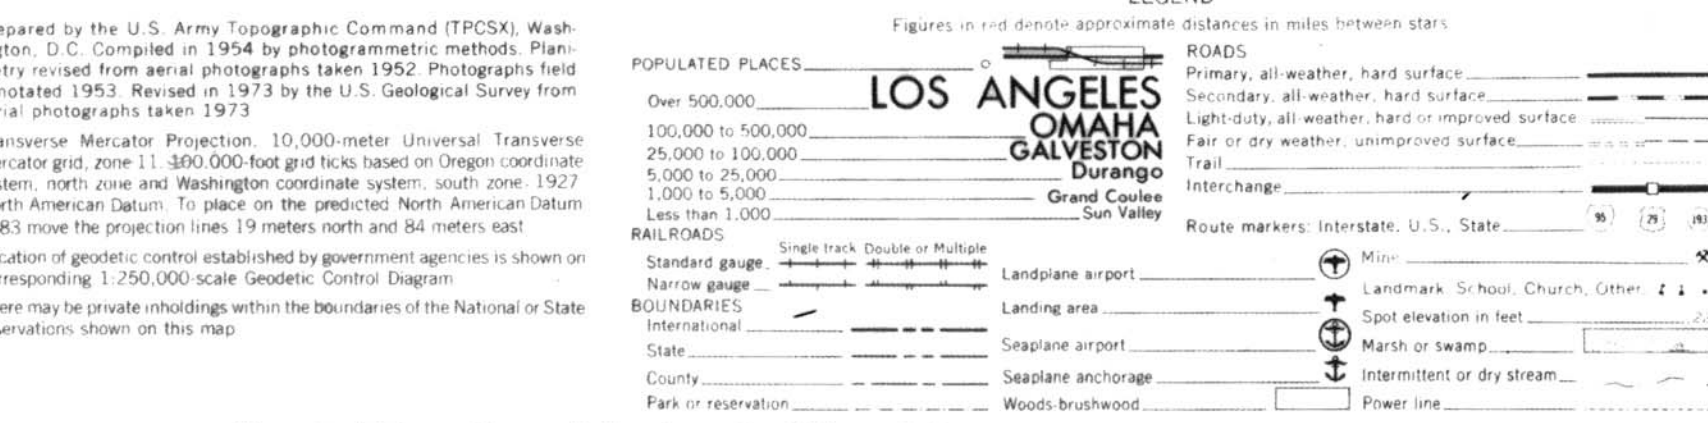 LEGEND
Figures in red denote approximate distances in miles between stars
epared by the U.S. Army Topographic Command (TPCSX), Wash-
gton, D.C. Compiled in 1954 by photogrammetric methods. Plani-
etry revised from aerial photographs taken 1952. Photographs field
notated 1953. Revised in 1973 by the U.S. Geological Survey from
rial photographs taken 1973
ansverse Mercator Projection. 10,000-meter Universal Transverse
ercator grid, zone 11. 100.000-foot grid ticks based on Oregon coordinate
stem, north zone and Washington coordinate system, south zone. 1927
rth American Datum. To place on the predicted North American Datum
83 move the projection lines 19 meters north and 84 meters east
cation of geodetic control established by government agencies is shown on
rresponding 1:250,000-scale Geodetic Control Diagram
ere may be private inholdings within the boundaries of the National or State
servations shown on this map
POPULATED PLACES
Over 500,000 LOS ANGELES
100,000 to 500,000 OMAHA
25,000 to 100,000 GALVESTON
5,000 to 25,000 Durango
1,000 to 5,000 Grand Coulee
Less than 1,000 Sun Valley
RAILROADS
Single track Double or Multiple
Standard gauge
Narrow gauge
BOUNDARIES
International
State
County
Park or reservation
Landplane airport
Landing area
Seaplane airport
Seaplane anchorage
Woods-brushwood
ROADS
Primary, all-weather, hard surface
Secondary, all-weather, hard surface
Light-duty, all-weather, hard or improved surface
Fair or dry weather, unimproved surface
Trail
Interchange
Route markers: Interstate, U.S., State 95 29 193
Mine
Landmark: School, Church, Other
Spot elevation in feet
Marsh or swamp
Intermittent or dry stream
Power line